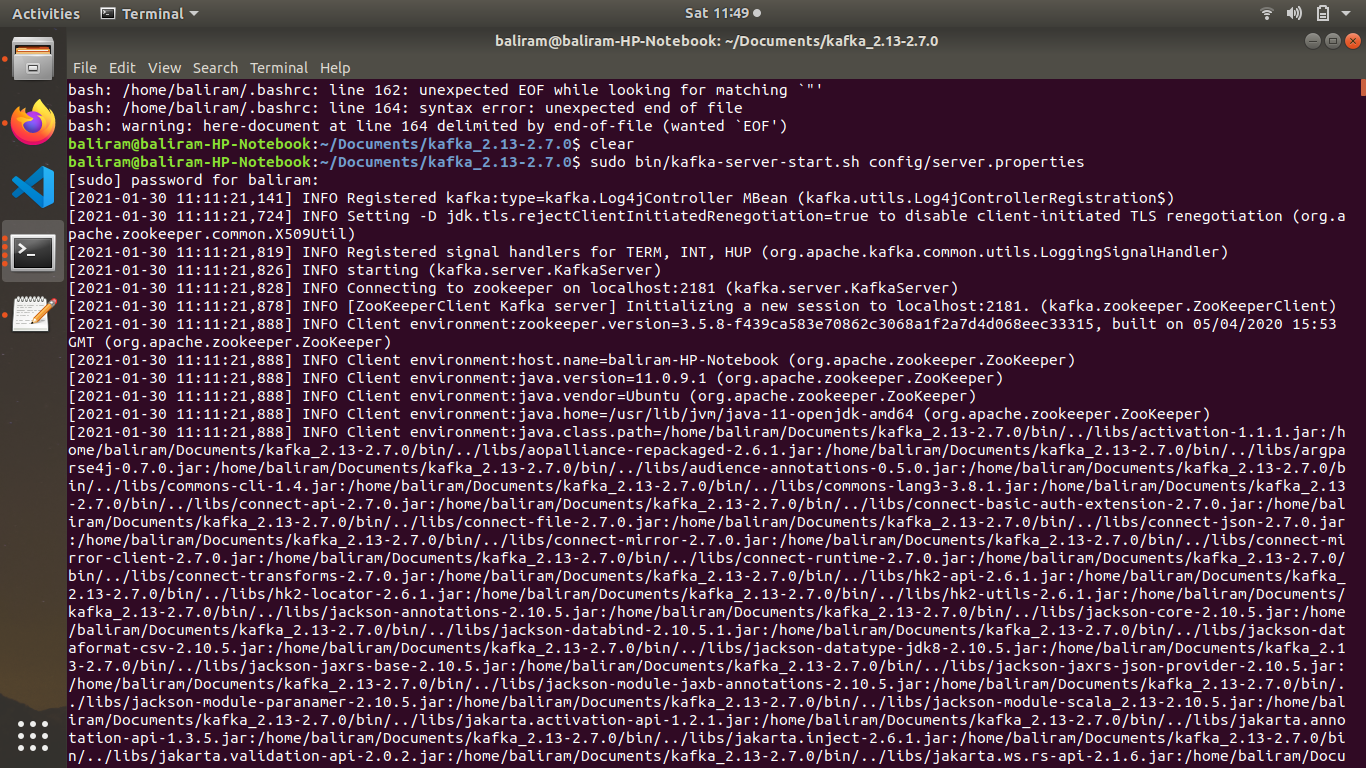 Activities Terminal Sat 11:49
baliram@baliram-HP-Notebook: ~/Documents/kafka_2.13-2.7.0
File Edit View Search Terminal Help
bash: /home/baliram/.bashrc: line 162: unexpected EOF while looking for matching `"'
bash: /home/baliram/.bashrc: line 164: syntax error: unexpected end of file
bash: warning: here-document at line 164 delimited by end-of-file (wanted `EOF')
baliram@baliram-HP-Notebook:~/Documents/kafka_2.13-2.7.0$ clear
baliram@baliram-HP-Notebook:~/Documents/kafka_2.13-2.7.0$ sudo bin/kafka-server-start.sh config/server.properties
[sudo] password for baliram:
[2021-01-30 11:11:21,141] INFO Registered kafka:type=kafka.Log4jController MBean (kafka.utils.Log4jControllerRegistration$)
[2021-01-30 11:11:21,724] INFO Setting -D jdk.tls.rejectClientInitiatedRenegotiation=true to disable client-initiated TLS renegotiation (org.a
pache.zookeeper.common.X509Util)
[2021-01-30 11:11:21,819] INFO Registered signal handlers for TERM, INT, HUP (org.apache.kafka.common.utils.LoggingSignalHandler)
[2021-01-30 11:11:21,826] INFO starting (kafka.server.KafkaServer)
[2021-01-30 11:11:21,828] INFO Connecting to zookeeper on localhost:2181 (kafka.server.KafkaServer)
[2021-01-30 11:11:21,878] INFO [ZooKeeperClient Kafka server] Initializing a new session to localhost:2181. (kafka.zookeeper.ZooKeeperClient)
[2021-01-30 11:11:21,888] INFO Client environment:zookeeper.version=3.5.8-f439ca583e70862c3068a1f2a7d4d068eec33315, built on 05/04/2020 15:53
GMT (org.apache.zookeeper.ZooKeeper)
[2021-01-30 11:11:21,888] INFO Client environment:host.name=baliram-HP-Notebook (org.apache.zookeeper.ZooKeeper)
[2021-01-30 11:11:21,888] INFO Client environment:java.version=11.0.9.1 (org.apache.zookeeper.ZooKeeper)
[2021-01-30 11:11:21,888] INFO Client environment:java.vendor=Ubuntu (org.apache.zookeeper.ZooKeeper)
[2021-01-30 11:11:21,888] INFO Client environment:java.home=/usr/lib/jvm/java-11-openjdk-amd64 (org.apache.zookeeper.ZooKeeper)
[2021-01-30 11:11:21,888] INFO Client environment:java.class.path=/home/baliram/Documents/kafka_2.13-2.7.0/bin/../libs/activation-1.1.1.jar:/h
ome/baliram/Documents/kafka_2.13-2.7.0/bin/../libs/aopalliance-repackaged-2.6.1.jar:/home/baliram/Documents/kafka_2.13-2.7.0/bin/../libs/argpa
rse4j-0.7.0.jar:/home/baliram/Documents/kafka_2.13-2.7.0/bin/../libs/audience-annotations-0.5.0.jar:/home/baliram/Documents/kafka_2.13-2.7.0/b
in/../libs/commons-cli-1.4.jar:/home/baliram/Documents/kafka_2.13-2.7.0/bin/../libs/commons-lang3-3.8.1.jar:/home/baliram/Documents/kafka_2.13
-2.7.0/bin/../libs/connect-api-2.7.0.jar:/home/baliram/Documents/kafka_2.13-2.7.0/bin/../libs/connect-basic-auth-extension-2.7.0.jar:/home/bal
iram/Documents/kafka_2.13-2.7.0/bin/../libs/connect-file-2.7.0.jar:/home/baliram/Documents/kafka_2.13-2.7.0/bin/../libs/connect-json-2.7.0.jar
:/home/baliram/Documents/kafka_2.13-2.7.0/bin/../libs/connect-mirror-2.7.0.jar:/home/baliram/Documents/kafka_2.13-2.7.0/bin/../libs/connect-mi
rror-client-2.7.0.jar:/home/baliram/Documents/kafka_2.13-2.7.0/bin/../libs/connect-runtime-2.7.0.jar:/home/baliram/Documents/kafka_2.13-2.7.0/
bin/../libs/connect-transforms-2.7.0.jar:/home/baliram/Documents/kafka_2.13-2.7.0/bin/../libs/hk2-api-2.6.1.jar:/home/baliram/Documents/kafka_
2.13-2.7.0/bin/../libs/hk2-locator-2.6.1.jar:/home/baliram/Documents/kafka_2.13-2.7.0/bin/../libs/hk2-utils-2.6.1.jar:/home/baliram/Documents/
kafka_2.13-2.7.0/bin/../libs/jackson-annotations-2.10.5.jar:/home/baliram/Documents/kafka_2.13-2.7.0/bin/../libs/jackson-core-2.10.5.jar:/home
/baliram/Documents/kafka_2.13-2.7.0/bin/../libs/jackson-databind-2.10.5.1.jar:/home/baliram/Documents/kafka_2.13-2.7.0/bin/../libs/jackson-dat
aformat-csv-2.10.5.jar:/home/baliram/Documents/kafka_2.13-2.7.0/bin/../libs/jackson-datatype-jdk8-2.10.5.jar:/home/baliram/Documents/kafka_2.1
3-2.7.0/bin/../libs/jackson-jaxrs-base-2.10.5.jar:/home/baliram/Documents/kafka_2.13-2.7.0/bin/../libs/jackson-jaxrs-json-provider-2.10.5.jar:
/home/baliram/Documents/kafka_2.13-2.7.0/bin/../libs/jackson-module-jaxb-annotations-2.10.5.jar:/home/baliram/Documents/kafka_2.13-2.7.0/bin/.
./libs/jackson-module-paranamer-2.10.5.jar:/home/baliram/Documents/kafka_2.13-2.7.0/bin/../libs/jackson-module-scala_2.13-2.10.5.jar:/home/bal
iram/Documents/kafka_2.13-2.7.0/bin/../libs/jakarta.activation-api-1.2.1.jar:/home/baliram/Documents/kafka_2.13-2.7.0/bin/../libs/jakarta.anno
tation-api-1.3.5.jar:/home/baliram/Documents/kafka_2.13-2.7.0/bin/../libs/jakarta.inject-2.6.1.jar:/home/baliram/Documents/kafka_2.13-2.7.0/bi
n/../libs/jakarta.validation-api-2.0.2.jar:/home/baliram/Documents/kafka_2.13-2.7.0/bin/../libs/jakarta.ws.rs-api-2.1.6.jar:/home/baliram/Docu